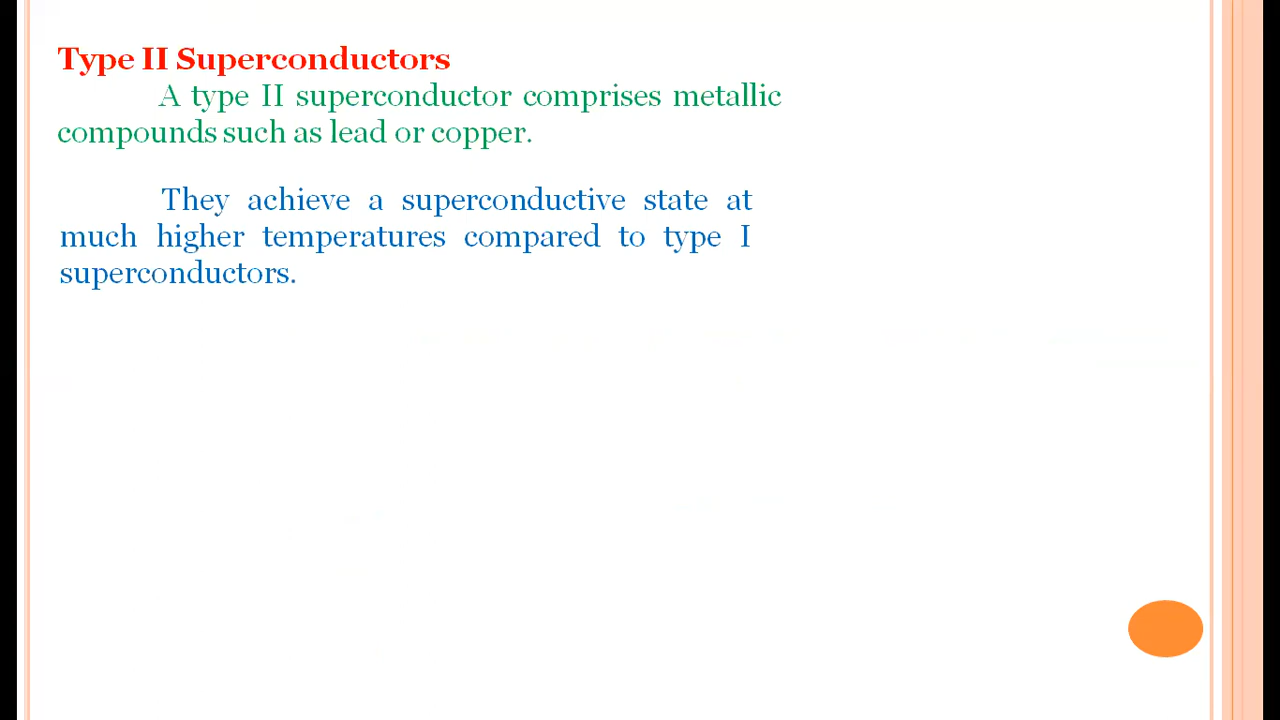 Type II Superconductors
A type II superconductor comprises metallic
compounds such as lead or copper.
They achieve a superconductive state at
much higher temperatures compared to type I
superconductors.